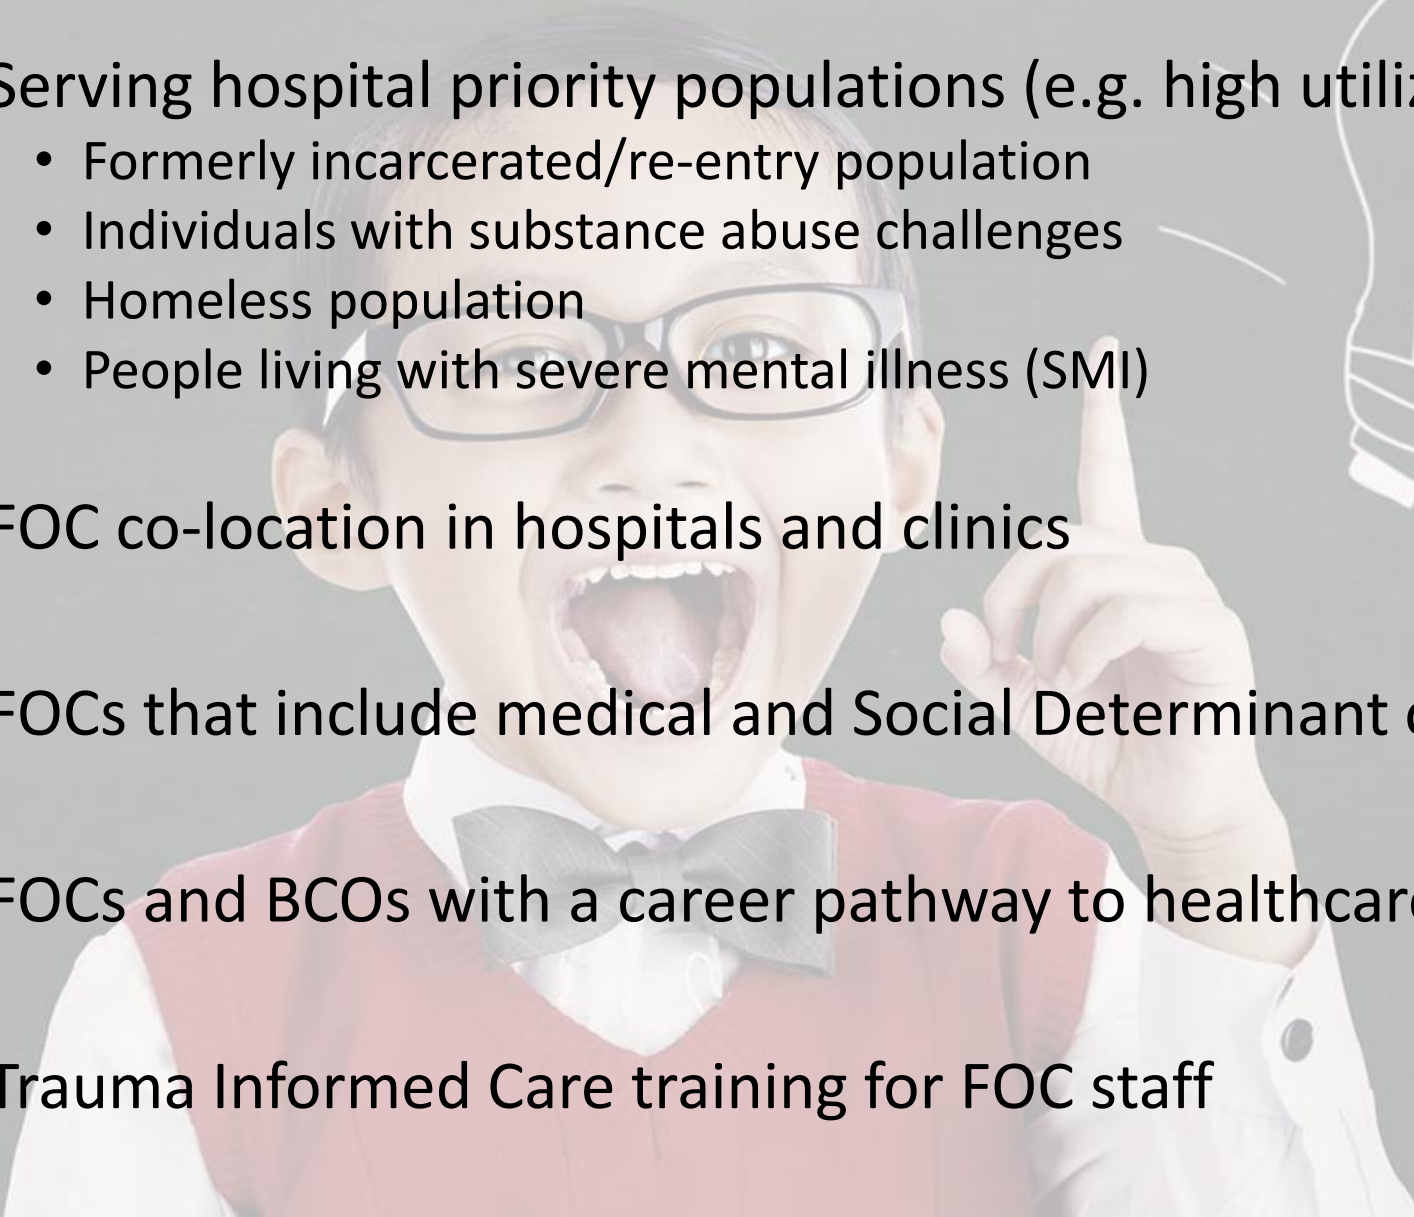 Serving hospital priority populations (e.g. high
• Formerly incarcerated/re-entry population
• Individuals with substance abuse challenges
• Homeless population
• People living with severe mental illness (SMI)
FOC co-location in hospitals and clinics
FOCs that include medical and Social Determinant
FOCs and BCOs with a career pathway to healthcare
Trauma Informed Care training for FOC staff